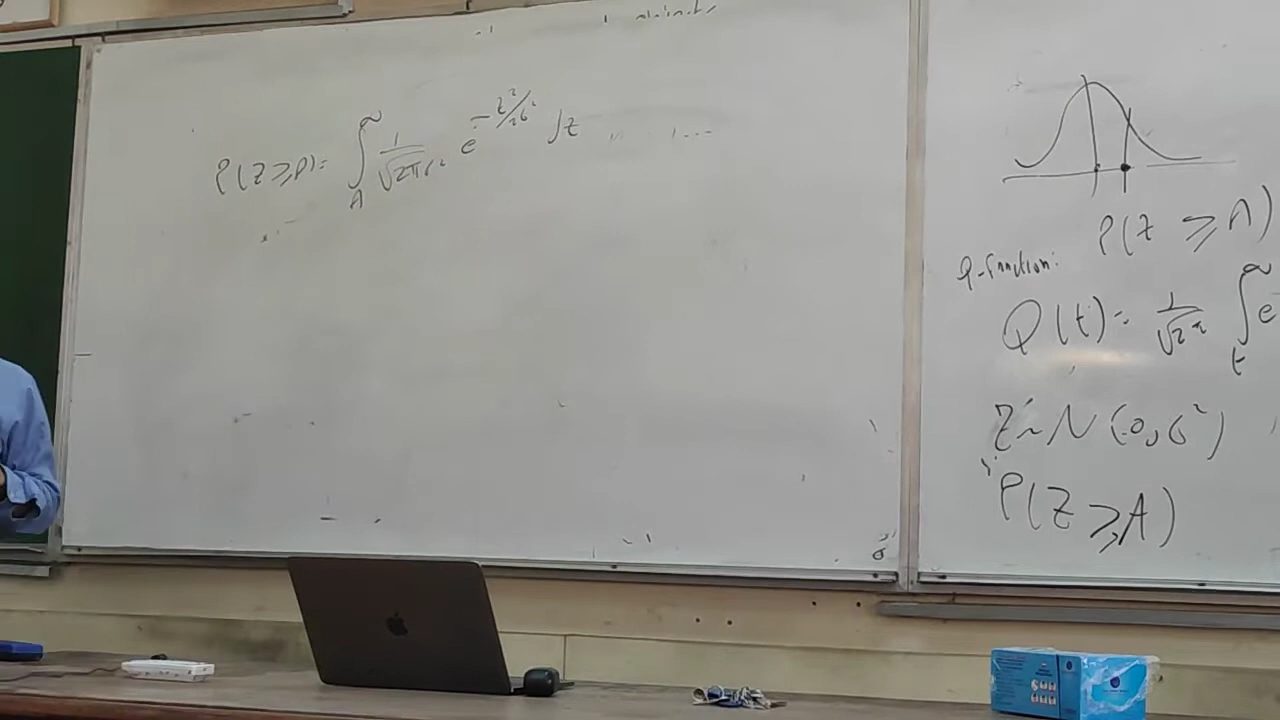 P(Z ≥ A) = ∫_A^∞ 1/√(2πσ²) e^(-z²/2σ²) dz
P(Z ≥ A)
Q-function:
Q(t) = 1/√(2π) ∫_t^∞ e
Z ~ N(0, σ²)
P(Z ≥ A)